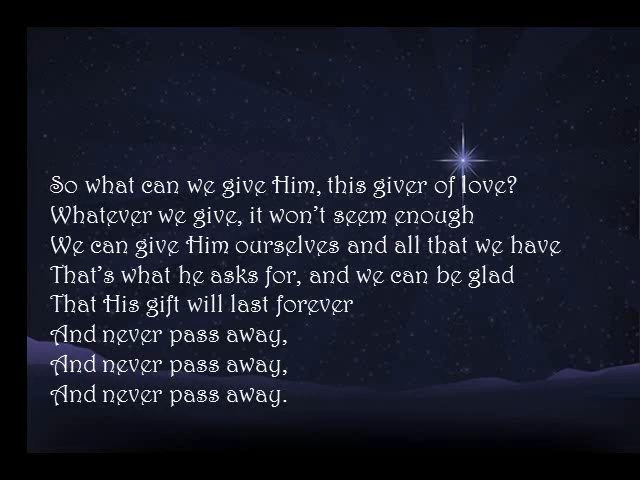 So what can we give Him, this giver of love?
Whatever we give, it won't seem enough
We can give Him ourselves and all that we have
That's what he asks for, and we can be glad
That His gift will last forever
And never pass away,
And never pass away,
And never pass away.